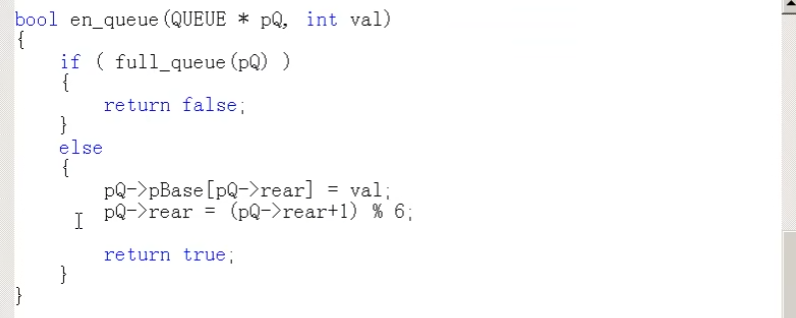 bool en_queue(QUEUE * pQ, int val)
{
    if ( full_queue(pQ) )
    {
        return false;
    }
    else
    {
        pQ->pBase[pQ->rear] = val;
        pQ->rear = (pQ->rear+1) % 6;

        return true;
    }
}